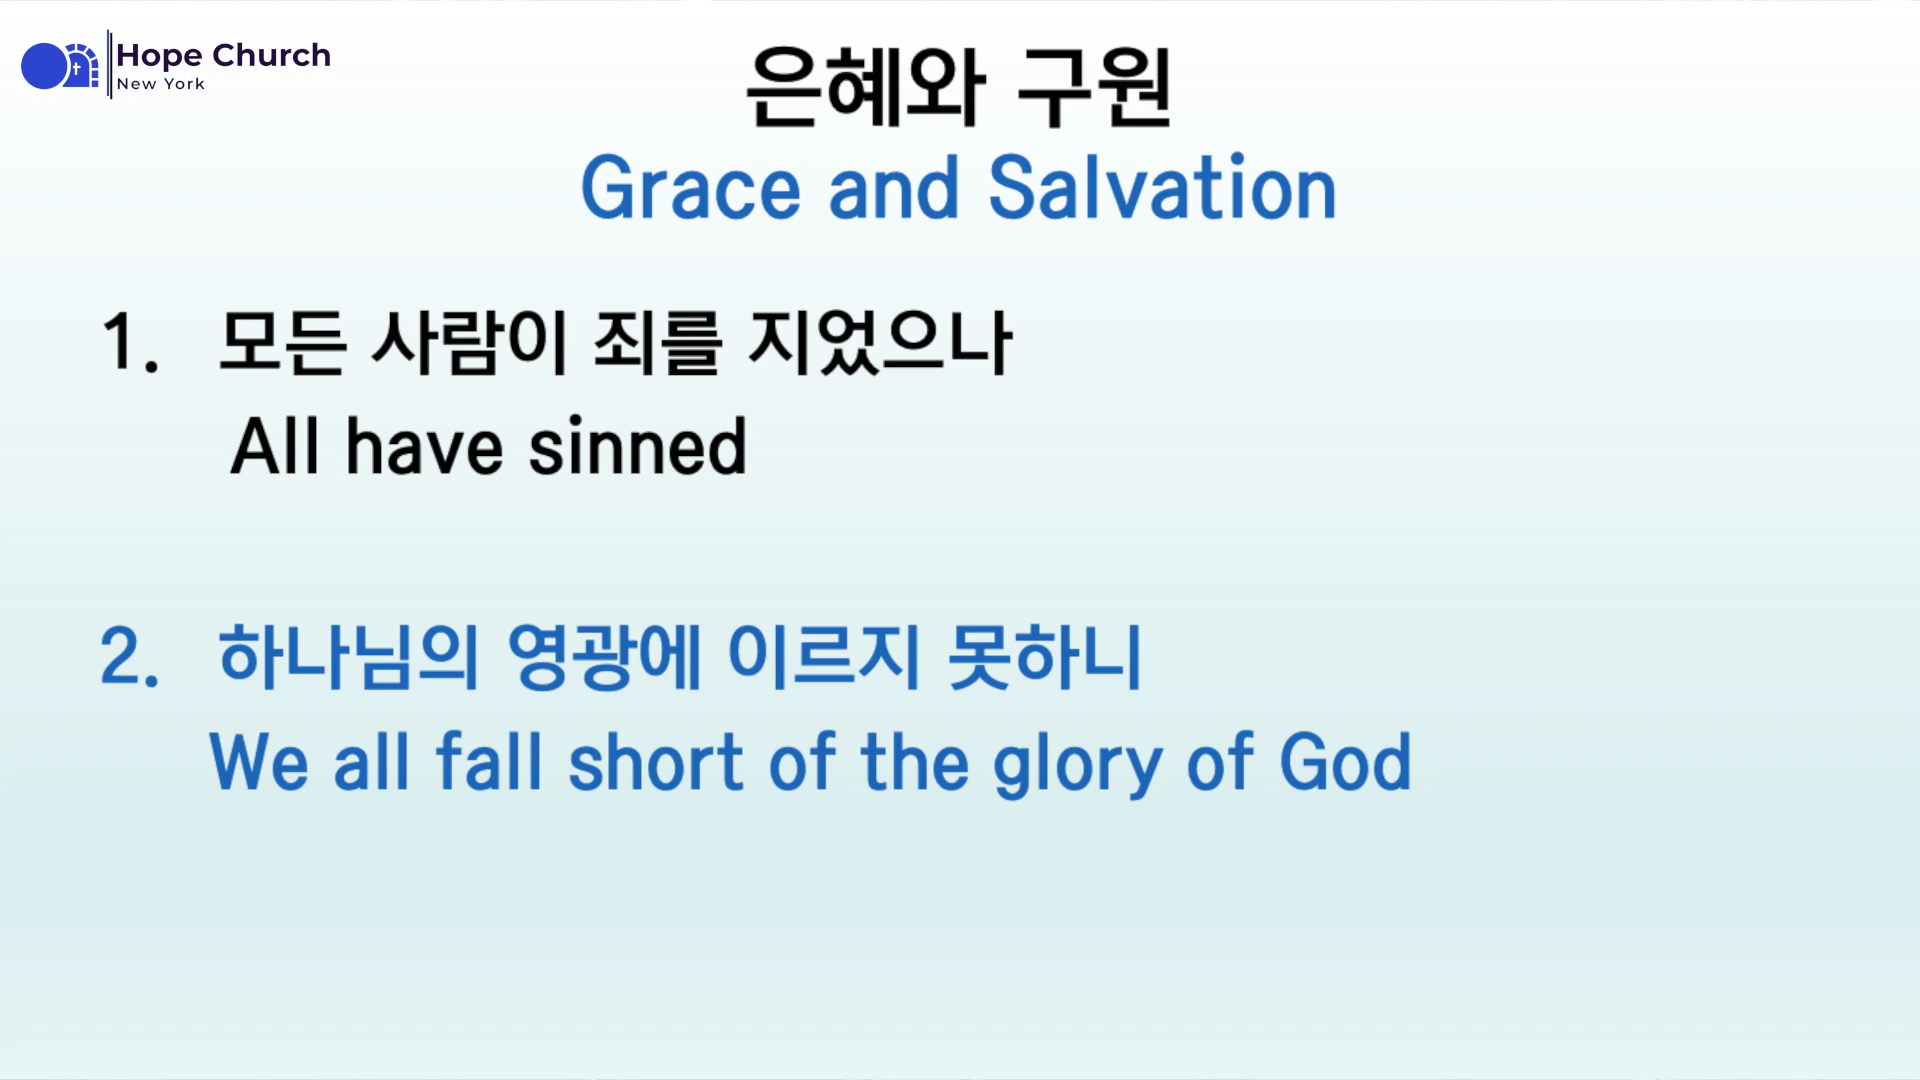 Hope Church
New York
은혜와 구원
Grace and Salvation
1. 모든 사람이 죄를 지었으나
All have sinned
2. 하나님의 영광에 이르지 못하니
We all fall short of the glory of God